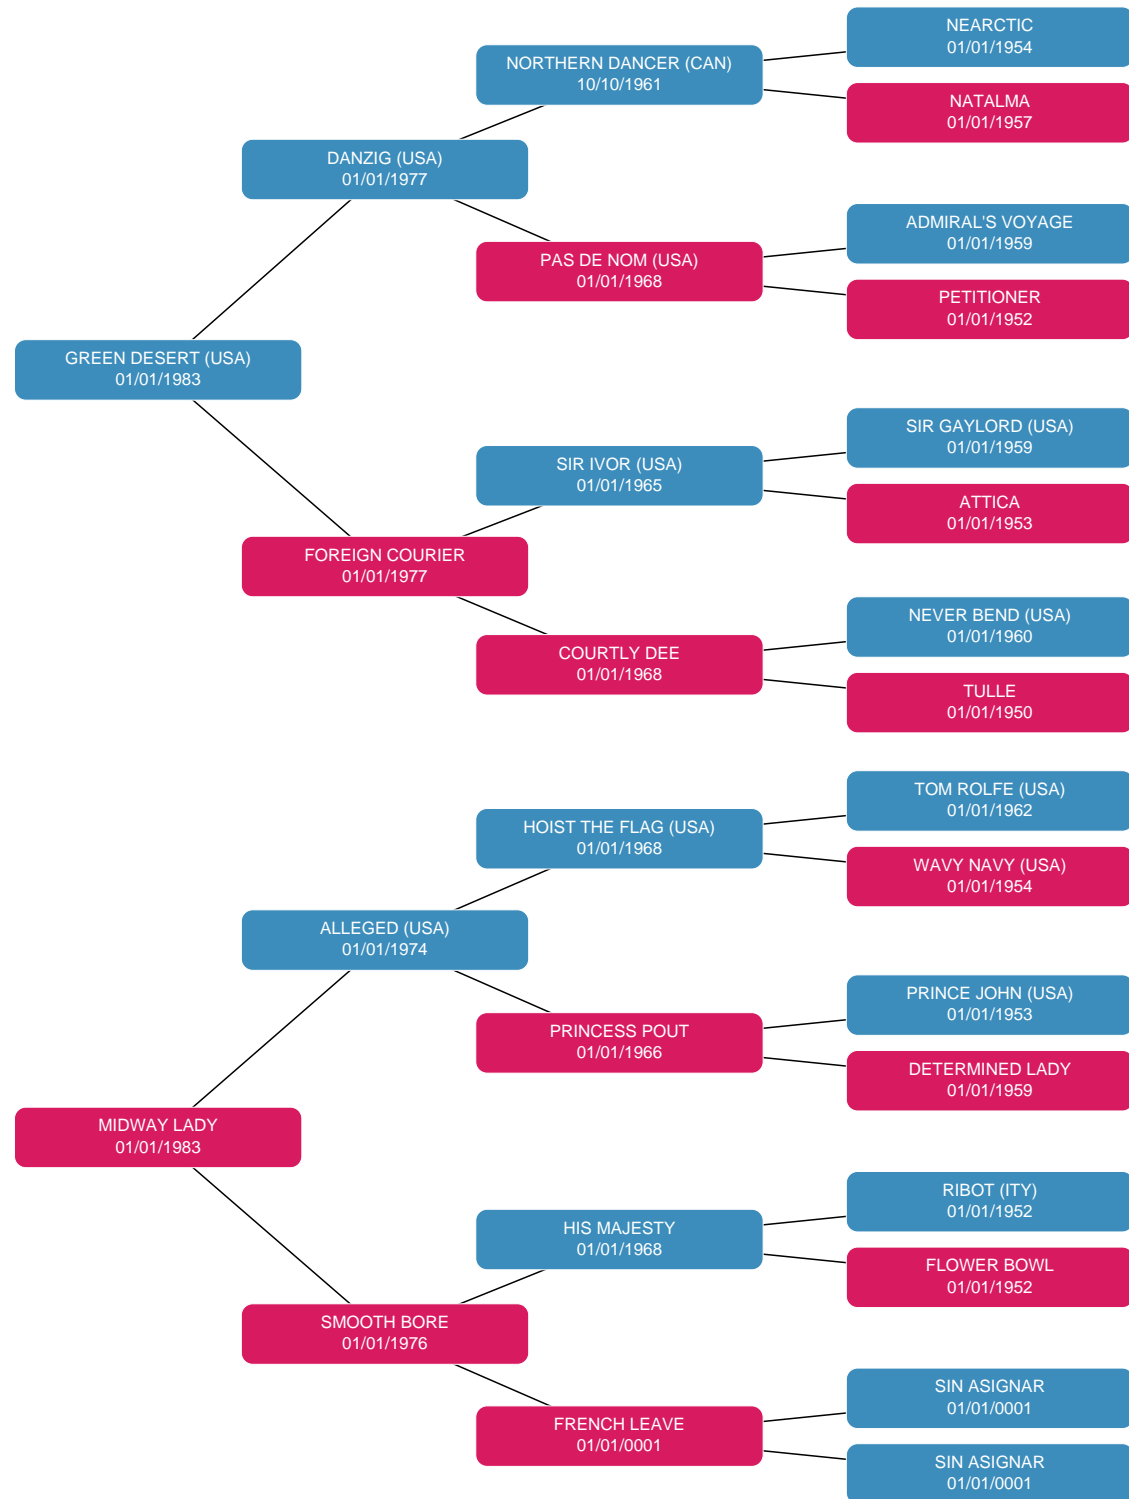 NEARCTIC
01/01/1954
NORTHERN DANCER (CAN)
10/10/1961
NATALMA
01/01/1957
DANZIG (USA)
01/01/1977
ADMIRAL'S VOYAGE
01/01/1959
PAS DE NOM (USA)
01/01/1968
PETITIONER
01/01/1952
GREEN DESERT (USA)
01/01/1983
SIR GAYLORD (USA)
01/01/1959
SIR IVOR (USA)
01/01/1965
ATTICA
01/01/1953
FOREIGN COURIER
01/01/1977
NEVER BEND (USA)
01/01/1960
COURTLY DEE
01/01/1968
TULLE
01/01/1950
TOM ROLFE (USA)
01/01/1962
HOIST THE FLAG (USA)
01/01/1968
WAVY NAVY (USA)
01/01/1954
ALLEGED (USA)
01/01/1974
PRINCE JOHN (USA)
01/01/1953
PRINCESS POUT
01/01/1966
DETERMINED LADY
01/01/1959
MIDWAY LADY
01/01/1983
RIBOT (ITY)
01/01/1952
HIS MAJESTY
01/01/1968
FLOWER BOWL
01/01/1952
SMOOTH BORE
01/01/1976
SIN ASIGNAR
01/01/0001
FRENCH LEAVE
01/01/0001
SIN ASIGNAR
01/01/0001